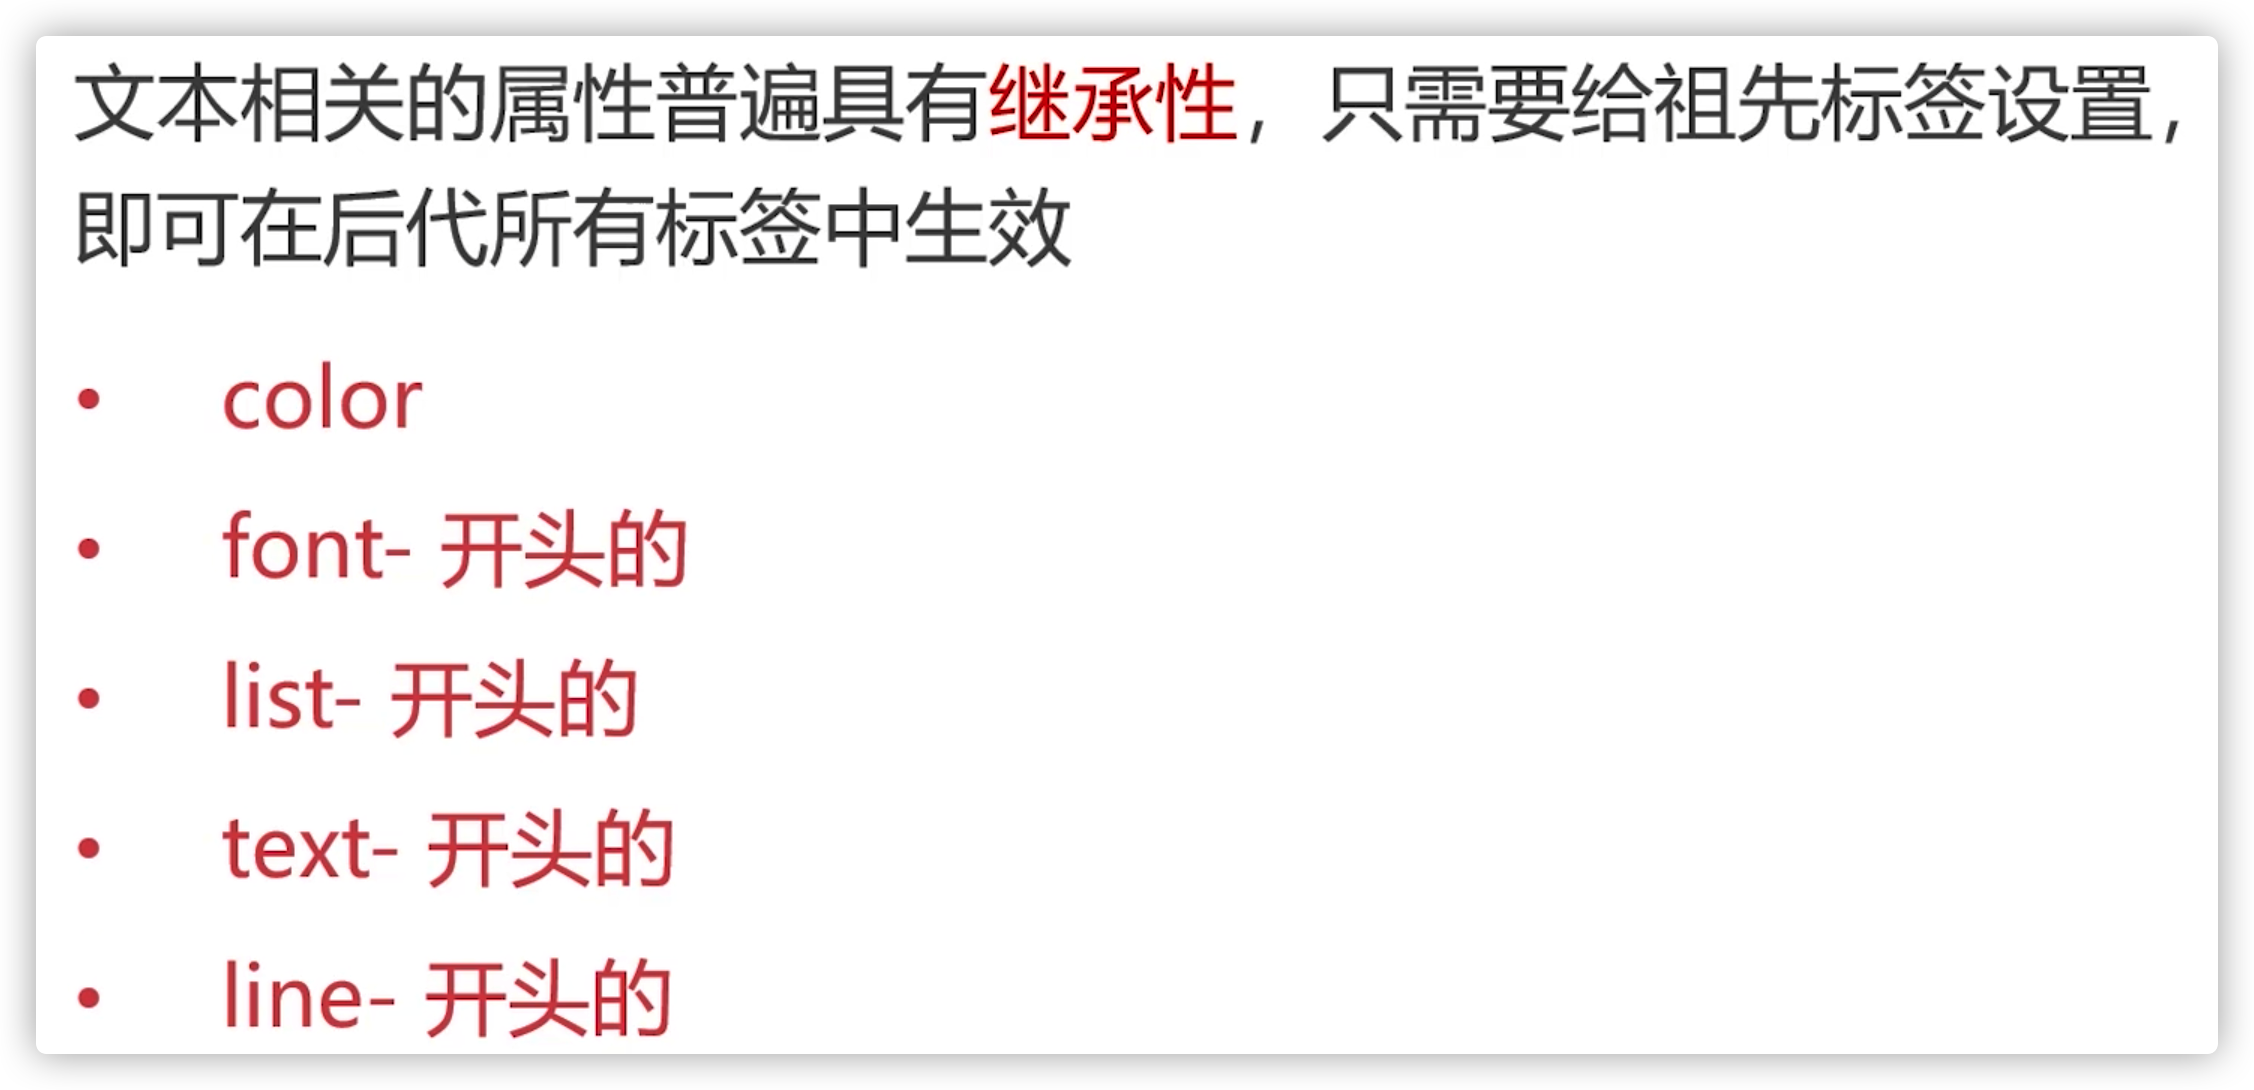 文本相关的属性普遍具有继承性，只需要给祖先标签设置，
即可在后代所有标签中生效
• color
• font- 开头的
• list- 开头的
• text- 开头的
• line- 开头的